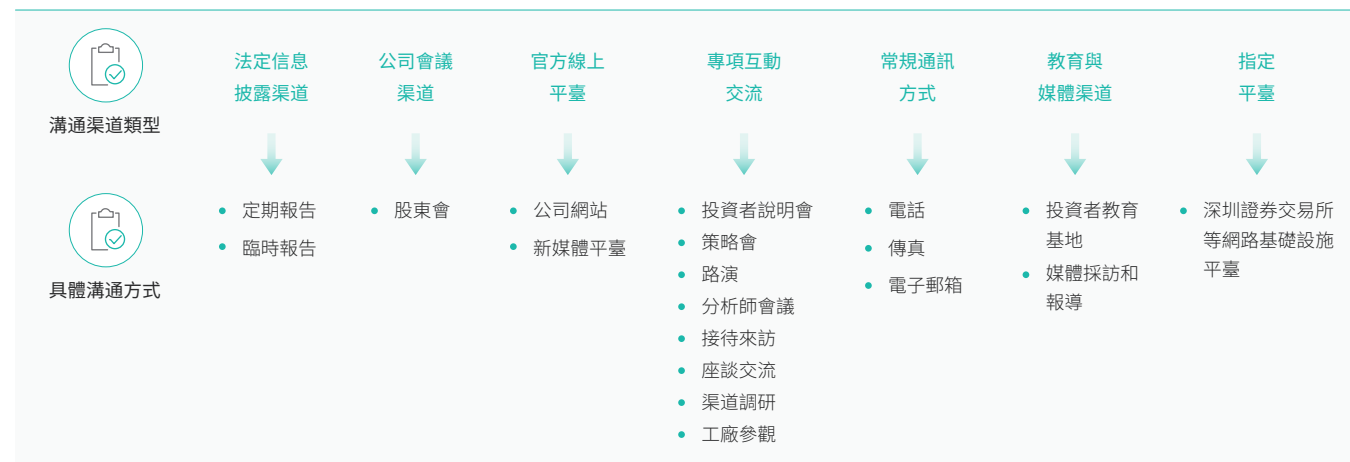 溝通渠道類型
法定信息
披露渠道
公司會議
渠道
官方線上
平臺
專項互動
交流
常規通訊
方式
教育與
媒體渠道
指定
平臺
具體溝通方式
定期報告
臨時報告
股東會
公司網站
新媒體平臺
投資者說明會
策略會
路演
分析師會議
接待來訪
座談交流
渠道調研
工廠參觀
電話
傳真
電子郵箱
投資者教育
基地
媒體採訪和
報導
深圳證券交易所
等網路基礎設施
平臺